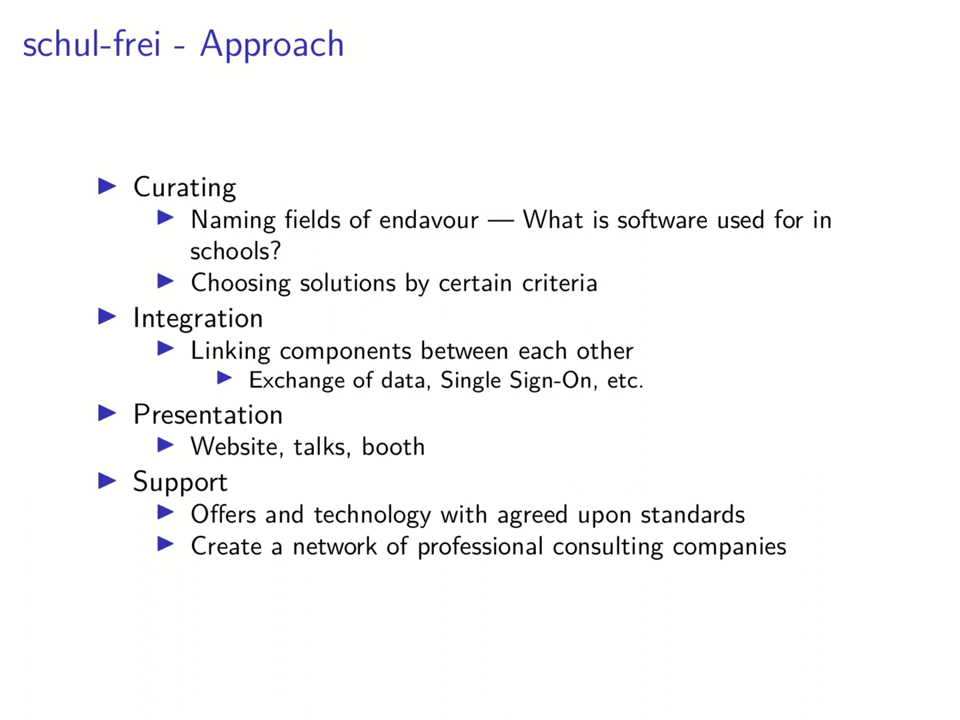 schul-frei - Approach
Curating
Naming fields of endavour — What is software used for in
schools?
Choosing solutions by certain criteria
Integration
Linking components between each other
Exchange of data, Single Sign-On, etc.
Presentation
Website, talks, booth
Support
Offers and technology with agreed upon standards
Create a network of professional consulting companies